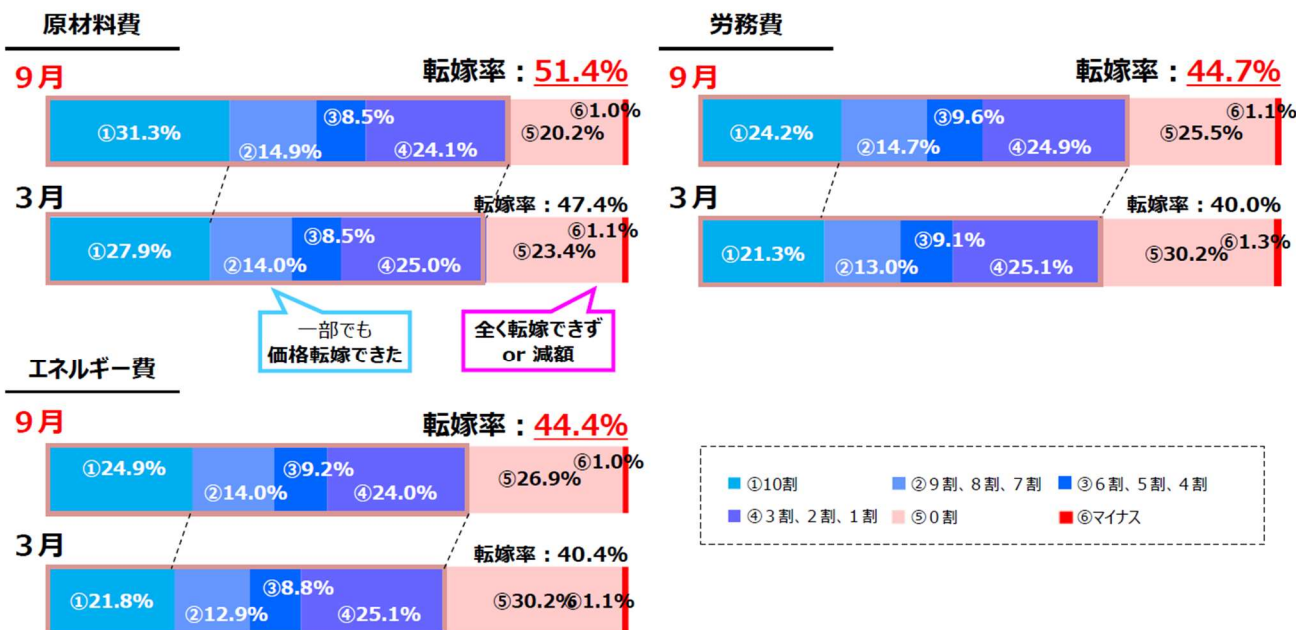 原材料費
9月
転嫁率：51.4%
①31.3%
②14.9%
③8.5%
④24.1%
⑤20.2%
⑥1.0%
3月
転嫁率：47.4%
①27.9%
②14.0%
③8.5%
④25.0%
⑤23.4%
⑥1.1%
一部でも
価格転嫁できた
全く転嫁できず
or 減額
労務費
9月
転嫁率：44.7%
①24.2%
②14.7%
③9.6%
④24.9%
⑤25.5%
⑥1.1%
3月
転嫁率：40.0%
①21.3%
②13.0%
③9.1%
④25.1%
⑤30.2%
⑥1.3%
エネルギー費
9月
転嫁率：44.4%
①24.9%
②14.0%
③9.2%
④24.0%
⑤26.9%
⑥1.0%
3月
転嫁率：40.4%
①21.8%
②12.9%
③8.8%
④25.1%
⑤30.2%
⑥1.1%
①10割 ②9割、8割、7割 ③6割、5割、4割
④3割、2割、1割 ⑤0割 ⑥マイナス